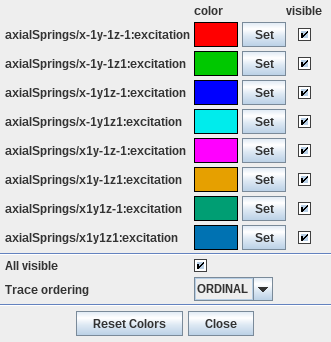 color visible
axialSprings/x-1y-1z-1:excitation Set
axialSprings/x-1y-1z1:excitation Set
axialSprings/x-1y1z-1:excitation Set
axialSprings/x-1y1z1:excitation Set
axialSprings/x1y-1z-1:excitation Set
axialSprings/x1y-1z1:excitation Set
axialSprings/x1y1z-1:excitation Set
axialSprings/x1y1z1:excitation Set
All visible
Trace ordering ORDINAL
Reset Colors Close